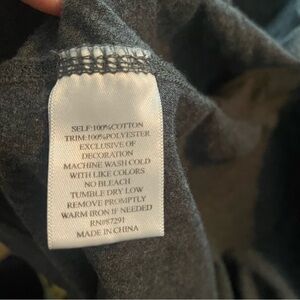 SELF:100%COTTON
TRIM:100%POLYESTER
EXCLUSIVE OF
DECORATION
MACHINE WASH COLD
WITH LIKE COLORS
NO BLEACH
TUMBLE DRY LOW
REMOVE PROMPTLY
WARM IRON IF NEEDED
RN#87291
MADE IN CHINA